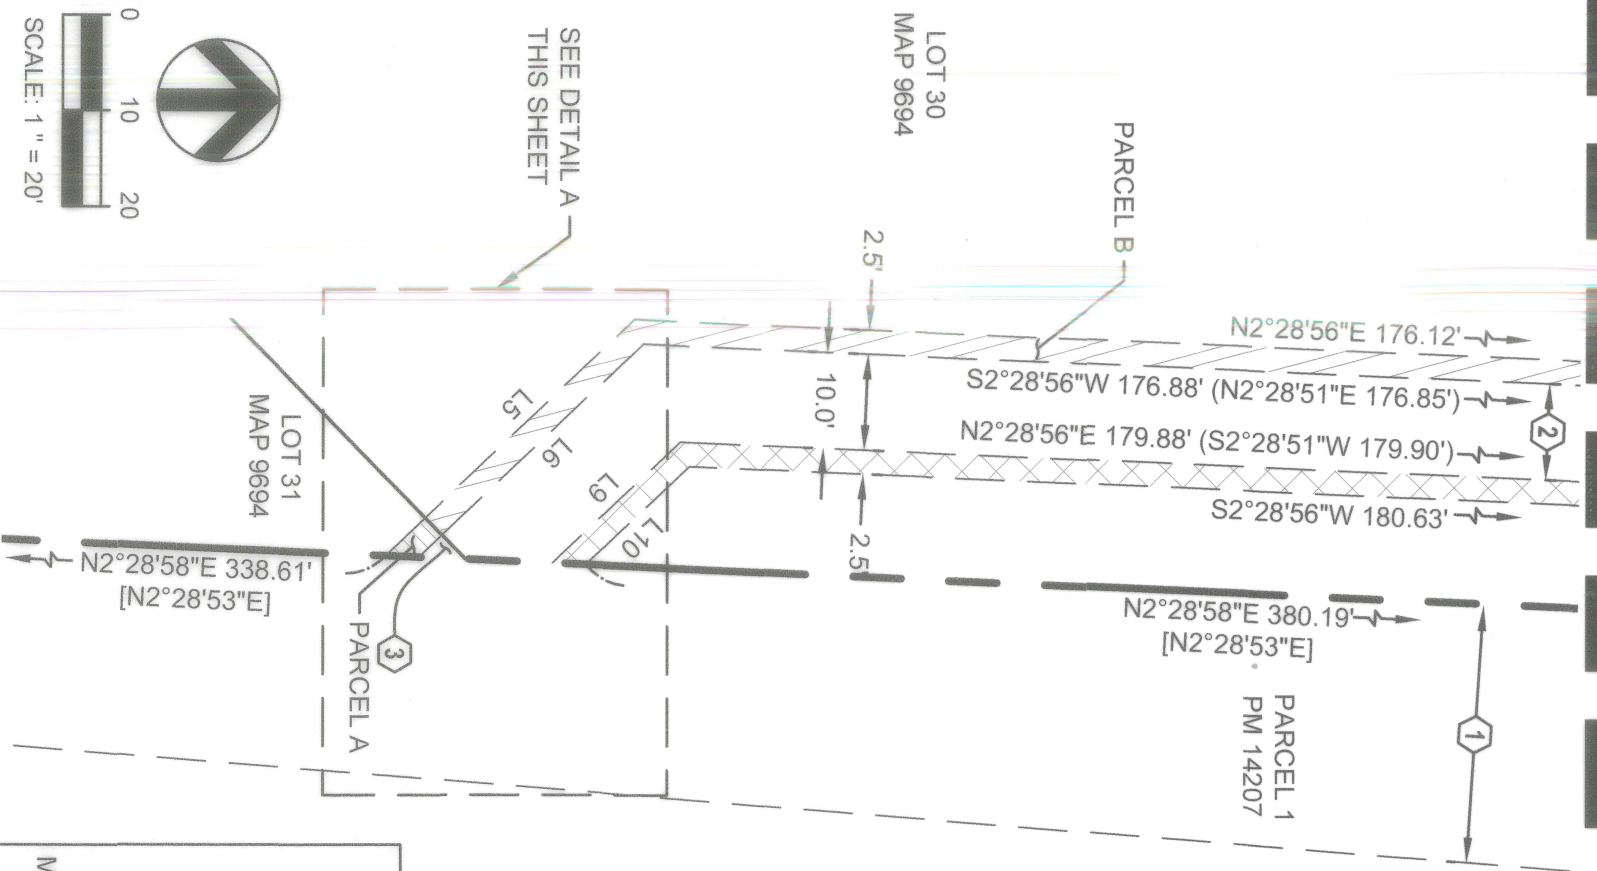 0
10
20
SCALE: 1 " = 20'
SEE DETAIL A
THIS SHEET
LOT 30
MAP 9694
PARCEL B
2.5'
10.0'
2.5'
N2°28'56"E 176.12'
S2°28'56"W 176.88' (N2°28'51"E 176.85')
N2°28'56"E 179.88' (S2°28'51"W 179.90')
S2°28'56"W 180.63'
2
L5
L6
L9
L10
LOT 31
MAP 9694
N2°28'58"E 338.61'
[N2°28'53"E]
PARCEL A
3
N2°28'58"E 380.19'
[N2°28'53"E]
PARCEL 1
PM 14207
1
M